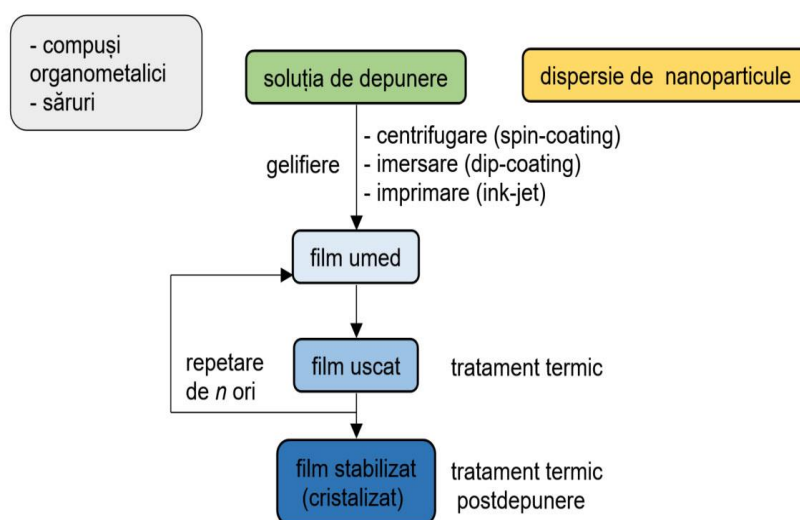 - compuși
organometalici
- săruri
soluția de depunere
dispersie de nanoparticule
gelifiere
- centrifugare (spin-coating)
- imersare (dip-coating)
- imprimare (ink-jet)
film umed
repetare
de n ori
film uscat
tratament termic
film stabilizat
(cristalizat)
tratament termic
postdepunere